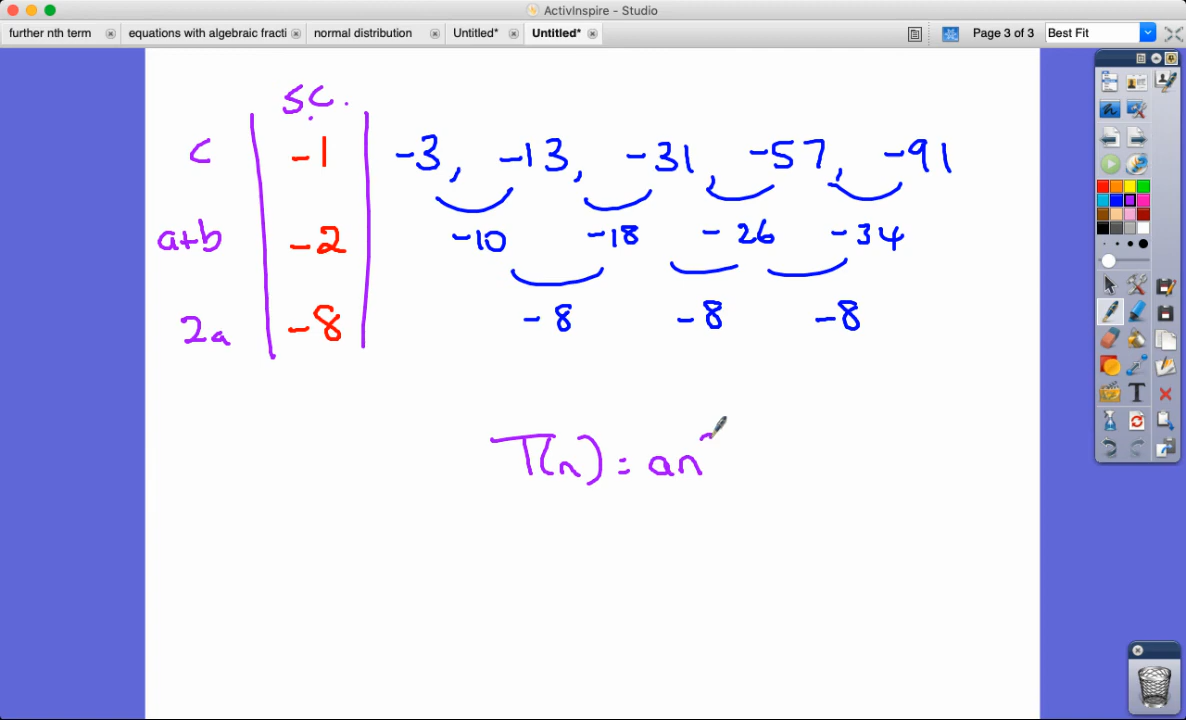 ActivInspire - Studio
further nth term equations with algebraic fracti normal distribution Untitled* Untitled* Page 3 of 3 Best Fit
S.C.
c -1 -3, -13, -31, -57, -91
a+b -2 -10 -18 -26 -34
2a -8 -8 -8 -8
T(n) = an